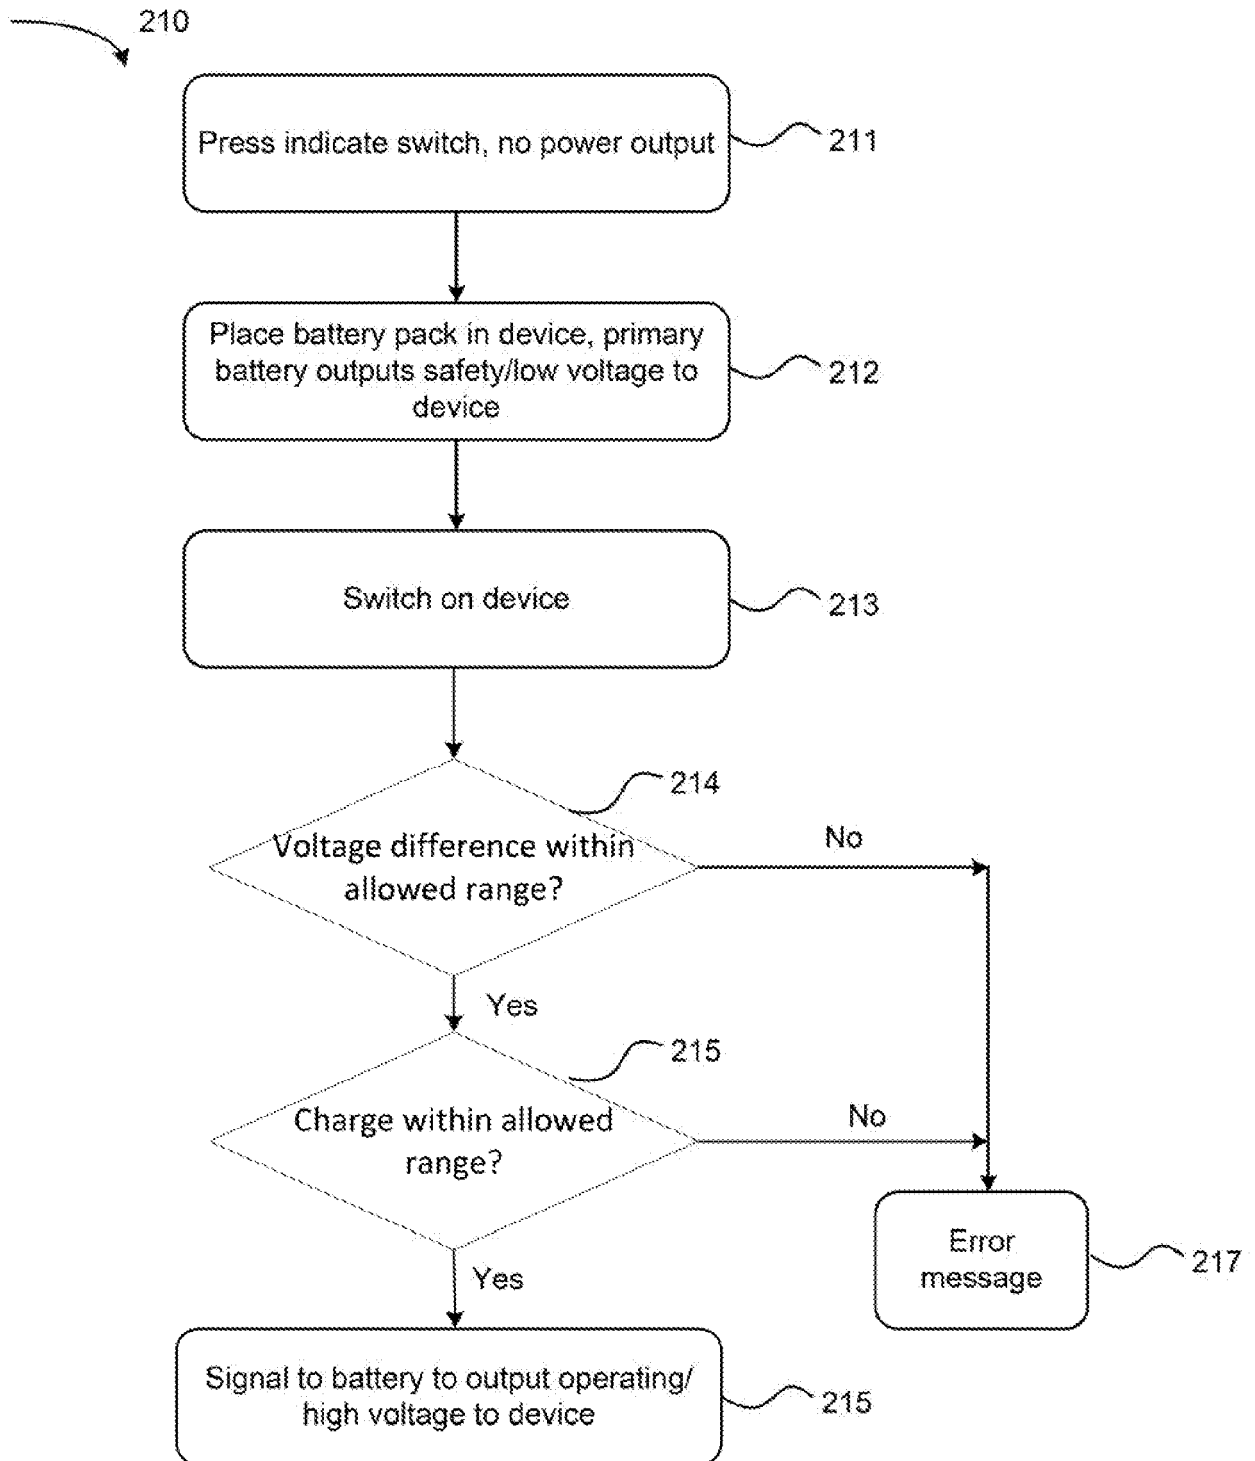 210
Press indicate switch, no power output
211
Place battery pack in device, primary
battery outputs safety/low voltage to
device
212
Switch on device
213
214
Voltage difference within
allowed range?
No
Yes
215
Charge within allowed
range?
No
Yes
Error
message
217
Signal to battery to output operating/
high voltage to device
215